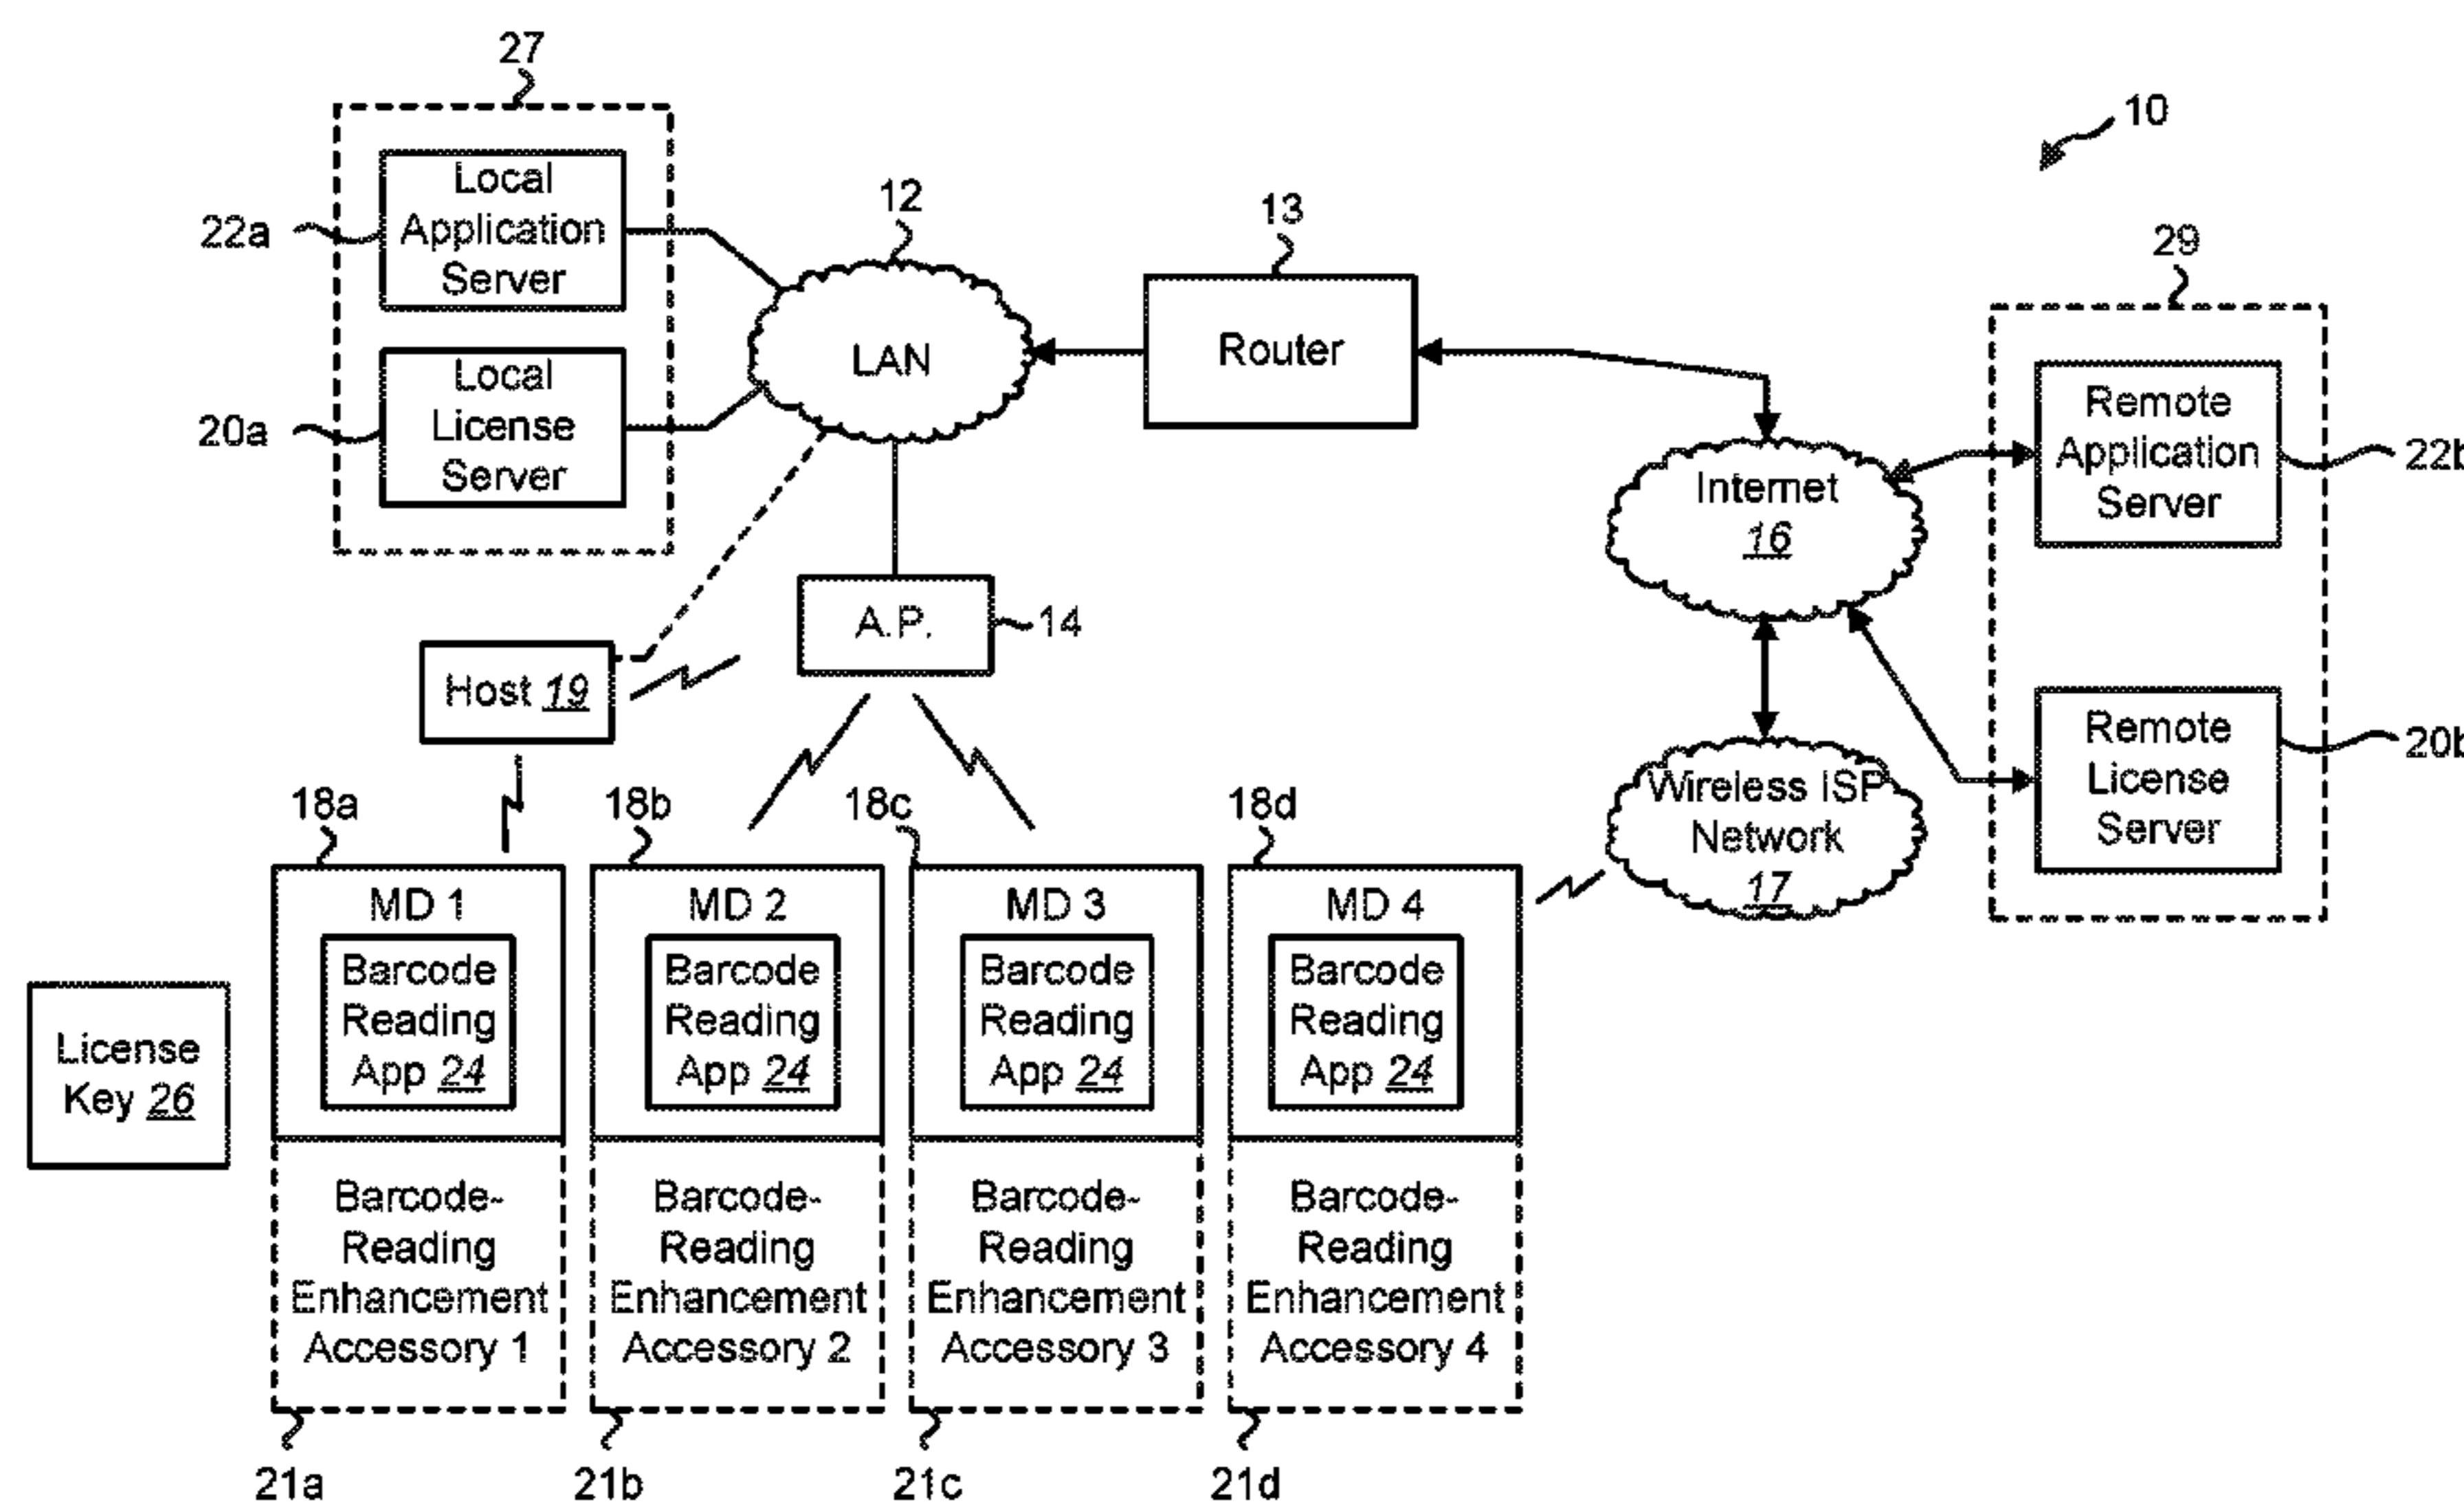 27
10
Local
Application
Server
22a
12
13
29
Local
License
Server
20a
LAN
Router
Remote
Application
Server
22b
Internet
16
A.P.
14
Host 19
Remote
License
Server
20b
Wireless ISP
Network
17
18a
18b
18c
18d
MD 1
Barcode
Reading
App 24
MD 2
Barcode
Reading
App 24
MD 3
Barcode
Reading
App 24
MD 4
Barcode
Reading
App 24
License
Key 26
Barcode-
Reading
Enhancement
Accessory 1
Barcode-
Reading
Enhancement
Accessory 2
Barcode-
Reading
Enhancement
Accessory 3
Barcode-
Reading
Enhancement
Accessory 4
21a
21b
21c
21d